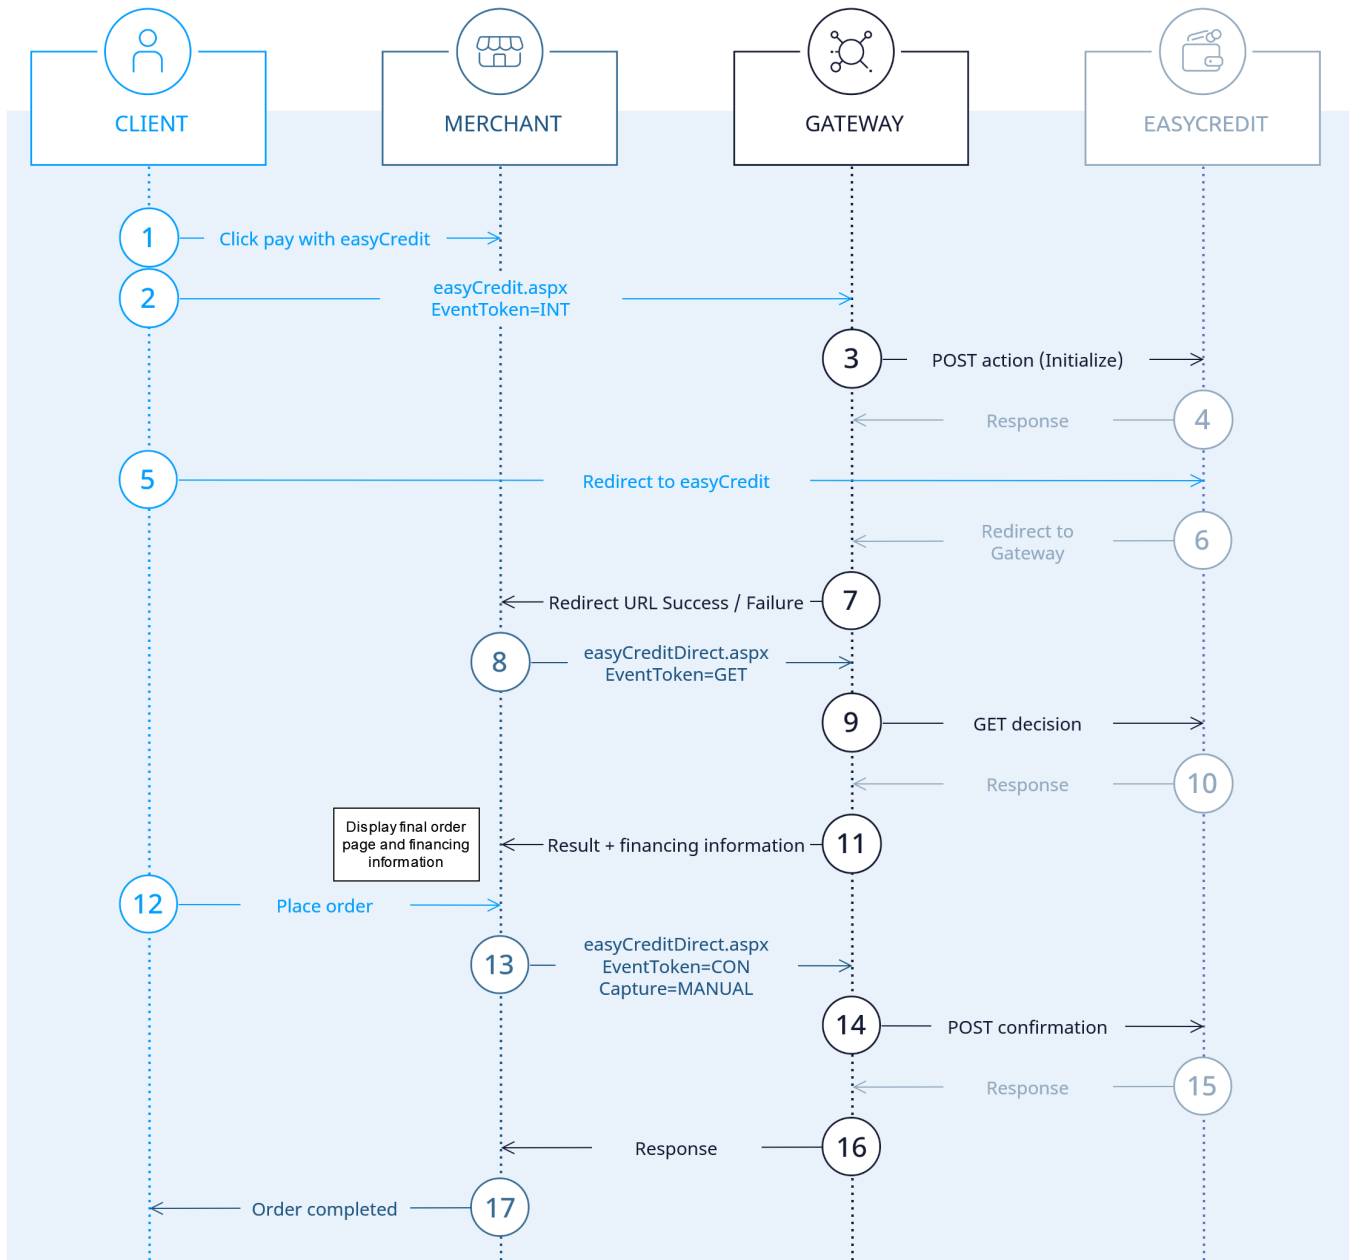 CLIENT
MERCHANT
GATEWAY
EASYCREDIT
1
Click pay with easyCredit
2
easyCredit.aspx
EventToken=INT
3
POST action (Initialize)
Response
4
5
Redirect to easyCredit
Redirect to
Gateway
6
Redirect URL Success / Failure
7
8
easyCreditDirect.aspx
EventToken=GET
9
GET decision
Response
10
Display final order
page and financing
information
Result + financing information
11
12
Place order
13
easyCreditDirect.aspx
EventToken=CON
Capture=MANUAL
14
POST confirmation
Response
15
Response
16
Order completed
17